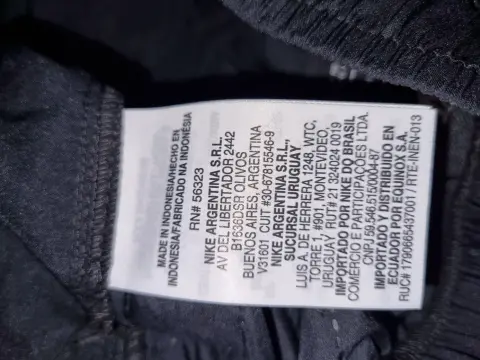 MADE IN INDONESIA/HECHO EN
INDONESIA/FABRICADO NA INDONÉSIA
RN# 56323
NIKE ARGENTINA S.R.L.
AV DEL LIBERTADOR 2442
B1636DSR OLIVOS
BUENOS AIRES, ARGENTINA
V31601 CUIT #30-67815546-9
NIKE ARGENTINA S.R.L.,
SUCURSAL URUGUAY
LUIS A. DE HERRERA 1248, WTC,
TORRE 1, #901, MONTEVIDEO,
URUGUAY, RUT# 21 324024 0019
IMPORTADO POR NIKE DO BRASIL
COMERCIO E PARTICIPACOES LTDA.
CNPJ 59.546.515/0004-87
IMPORTADO Y DISTRIBUIDO EN
ECUADOR POR EQUINOX S.A.
RUC# 1790665437001 / RTE-INEN-013